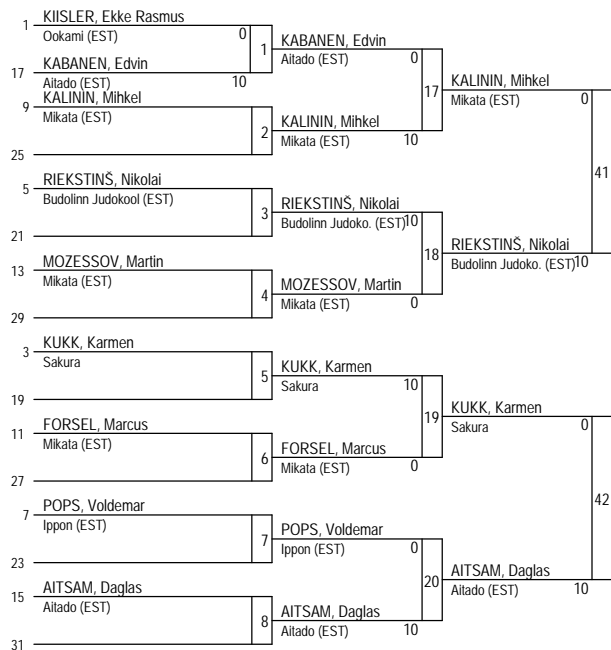 1 KIISLER, Ekke Rasmus
Ookami (EST) 0
1
17 KABANEN, Edvin
Aitado (EST) 10
9 KALININ, Mihkel
Mikata (EST)
2
25
5 RIEKSTINŠ, Nikolai
Budolinn Judokool (EST)
3
21
13 MOZESSOV, Martin
Mikata (EST)
4
29
3 KUKK, Karmen
Sakura
5
19
11 FORSEL, Marcus
Mikata (EST)
6
27
7 POPS, Voldemar
Ippon (EST)
7
23
15 AITSAM, Daglas
Aitado (EST)
8
31
KABANEN, Edvin
Aitado (EST) 0
17
KALININ, Mihkel
Mikata (EST) 10
RIEKSTINŠ, Nikolai
Budolinn Judoko. (EST) 10
18
MOZESSOV, Martin
Mikata (EST) 0
KUKK, Karmen
Sakura 10
19
FORSEL, Marcus
Mikata (EST) 0
POPS, Voldemar
Ippon (EST) 0
20
AITSAM, Daglas
Aitado (EST) 10
KALININ, Mihkel
Mikata (EST) 0
41
RIEKSTINŠ, Nikolai
Budolinn Judoko. (EST) 10
KUKK, Karmen
Sakura 0
42
AITSAM, Daglas
Aitado (EST) 10